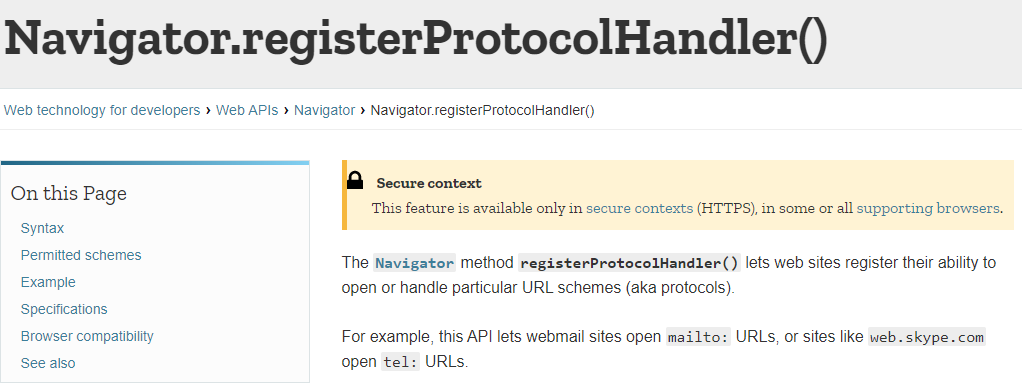 Navigator.registerProtocolHandler()
Web technology for developers › Web APIs › Navigator › Navigator.registerProtocolHandler()
On this Page
Syntax
Permitted schemes
Example
Specifications
Browser compatibility
See also
Secure context
This feature is available only in secure contexts (HTTPS), in some or all supporting browsers.
The Navigator method registerProtocolHandler() lets web sites register their ability to
open or handle particular URL schemes (aka protocols).
For example, this API lets webmail sites open mailto: URLs, or sites like web.skype.com
open tel: URLs.